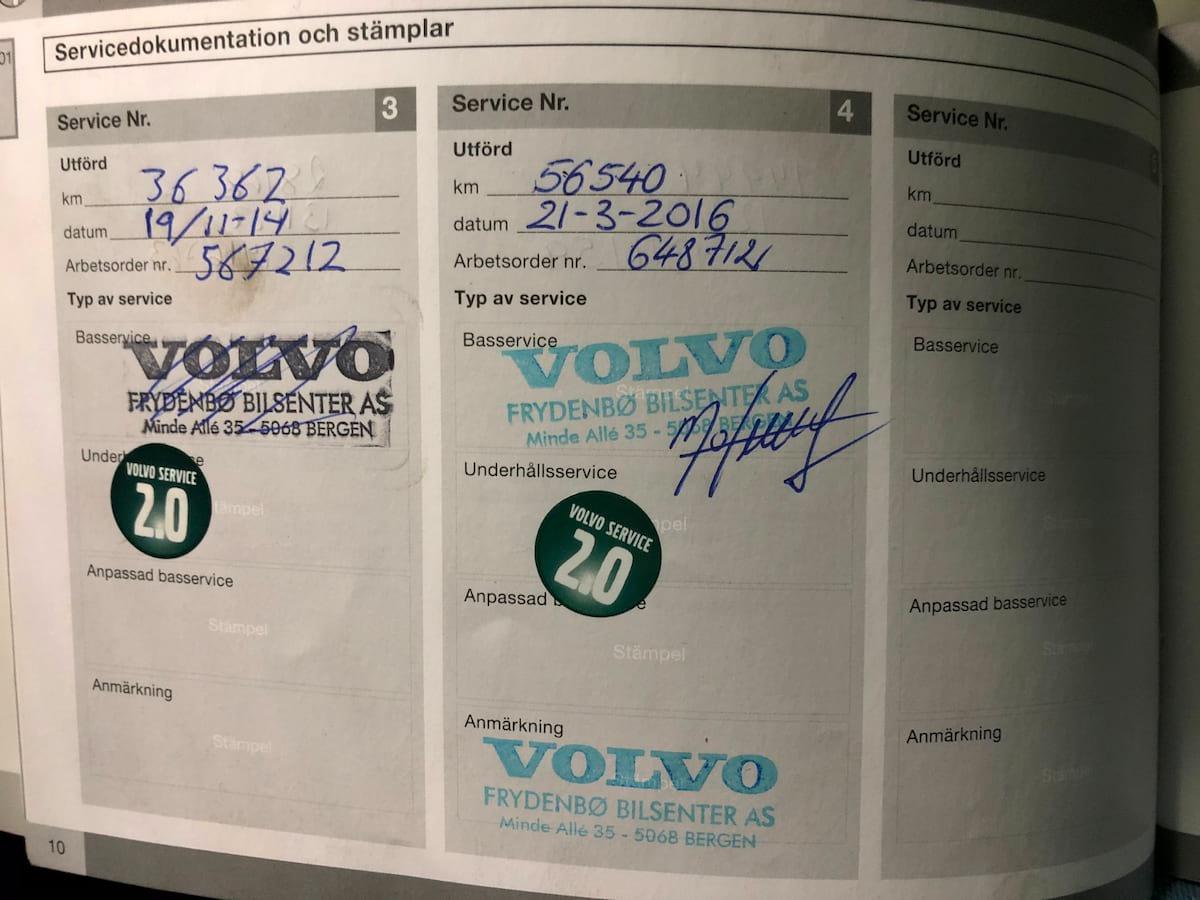 01
Servicedokumentation och stämplar
Service Nr. 3
Utförd
km 36 362
datum 19/11-14
Arbetsorder nr. 567212
Typ av service
Basservice
VOLVO
FRYDENBØ BILSENTER AS
Minde Allé 35 - 5068 BERGEN
VOLVO SERVICE
2.0
Anpassad basservice
Stämpel
Anmärkning
Stämpel
10
Service Nr. 4
Utförd
km 56540
datum 21-3-2016
Arbetsorder nr. 648712
Typ av service
Basservice
Stämpel
VOLVO
FRYDENBØ BILSENTER AS
Minde Allé 35 - 5068 BERGEN
Underhållsservice
VOLVO SERVICE
2.0
Anpassad
Stämpel
Anmärkning
VOLVO
FRYDENBØ BILSENTER AS
Minde Allé 35 - 5068 BERGEN
Service Nr.
Utförd
km
datum
Arbetsorder nr.
Typ av service
Basservice
Underhållsservice
Anpassad basservice
Stämpel
Anmärkning
Stämpel